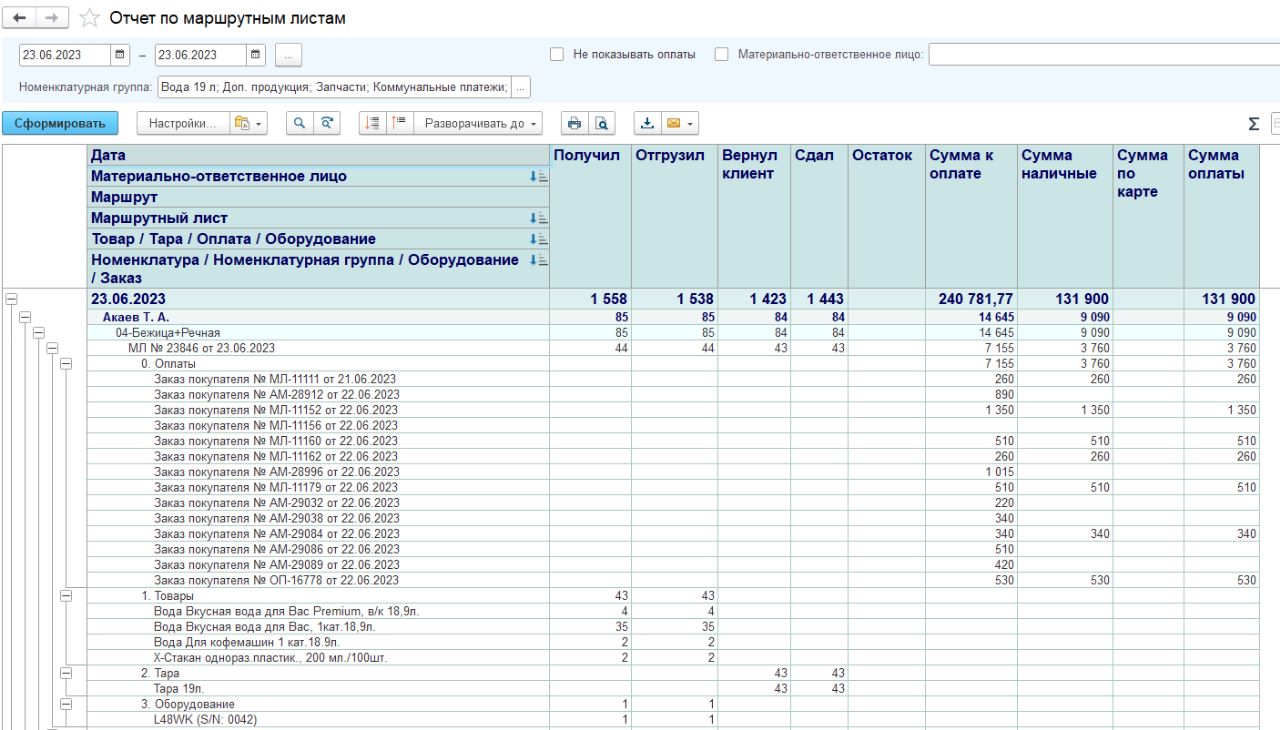 Отчет по маршрутным листам
23.06.2023 – 23.06.2023 ... Не показывать оплаты Материально-ответственное лицо:
Номенклатурная группа: Вода 19 л; Доп. продукция; Запчасти; Коммунальные платежи; ...
Сформировать Настройки... Разворачивать до Σ
Дата Получил Отгрузил Вернул клиент Сдал Остаток Сумма к оплате Сумма наличные Сумма по карте Сумма оплаты
Материально-ответственное лицо
Маршрут
Маршрутный лист
Товар / Тара / Оплата / Оборудование
Номенклатура / Номенклатурная группа / Оборудование
/ Заказ
23.06.2023 1 558 1 538 1 423 1 443 240 781,77 131 900 131 900
Акаев Т. А. 85 85 84 84 14 645 9 090 9 090
04-Бежица+Речная 85 85 84 84 14 645 9 090 9 090
МЛ № 23846 от 23.06.2023 44 44 43 43 7 155 3 760 3 760
0. Оплаты 7 155 3 760 3 760
Заказ покупателя № МЛ-11111 от 21.06.2023 260 260 260
Заказ покупателя № АМ-28912 от 22.06.2023 890
Заказ покупателя № МЛ-11152 от 22.06.2023 1 350 1 350 1 350
Заказ покупателя № МЛ-11156 от 22.06.2023
Заказ покупателя № МЛ-11160 от 22.06.2023 510 510 510
Заказ покупателя № МЛ-11162 от 22.06.2023 260 260 260
Заказ покупателя № АМ-28996 от 22.06.2023 1 015
Заказ покупателя № МЛ-11179 от 22.06.2023 510 510 510
Заказ покупателя № АМ-29032 от 22.06.2023 220
Заказ покупателя № АМ-29038 от 22.06.2023 340
Заказ покупателя № АМ-29084 от 22.06.2023 340 340 340
Заказ покупателя № АМ-29086 от 22.06.2023 510
Заказ покупателя № АМ-29089 от 22.06.2023 420
Заказ покупателя № ОП-16778 от 22.06.2023 530 530 530
1. Товары 43 43
Вода Вкусная вода для Вас Premium, в/к 18,9л. 4 4
Вода Вкусная вода для Вас, 1кат.18,9л. 35 35
Вода Для кофемашин 1 кат.18.9л. 2 2
Х-Стакан однораз.пластик., 200 мл./100шт. 2 2
2. Тара 43 43
Тара 19л. 43 43
3. Оборудование 1 1
L48WK (S/N: 0042) 1 1